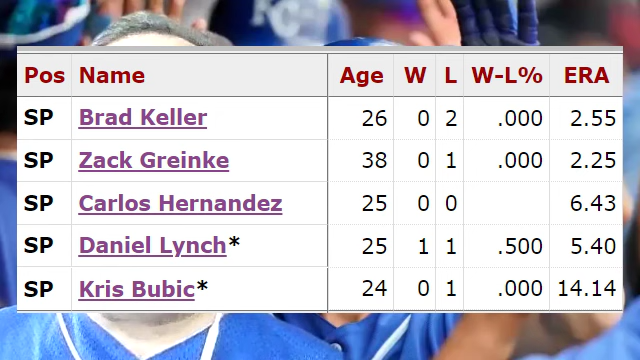 Pos Name Age W L W-L% ERA
SP Brad Keller 26 0 2 .000 2.55
SP Zack Greinke 38 0 1 .000 2.25
SP Carlos Hernandez 25 0 0 6.43
SP Daniel Lynch* 25 1 1 .500 5.40
SP Kris Bubic* 24 0 1 .000 14.14